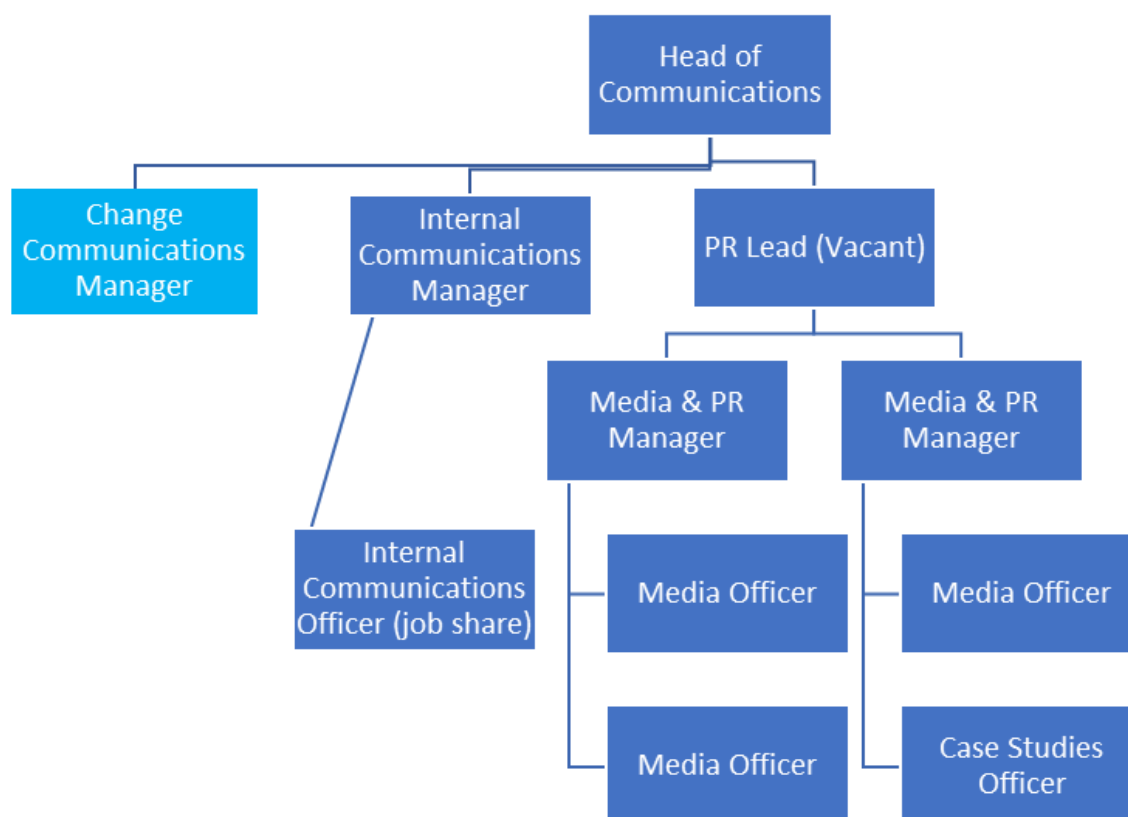 Head of
Communications
Change
Communications
Manager
Internal
Communications
Manager
PR Lead (Vacant)
Media & PR
Manager
Media & PR
Manager
Internal
Communications
Officer (job share)
Media Officer
Media Officer
Media Officer
Case Studies
Officer